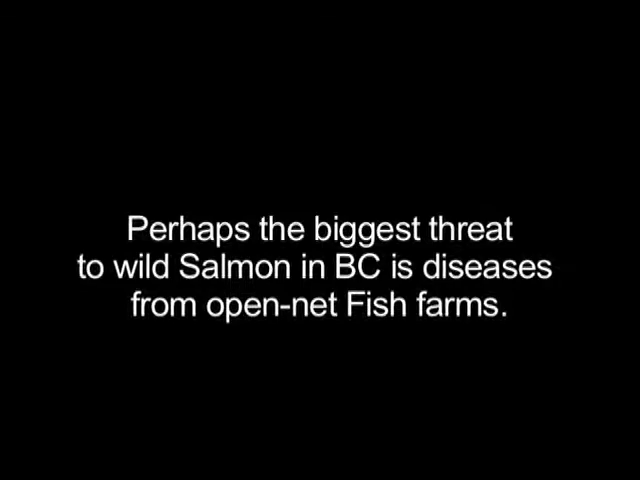 Perhaps the biggest threat
to wild Salmon in BC is diseases
from open-net Fish farms.